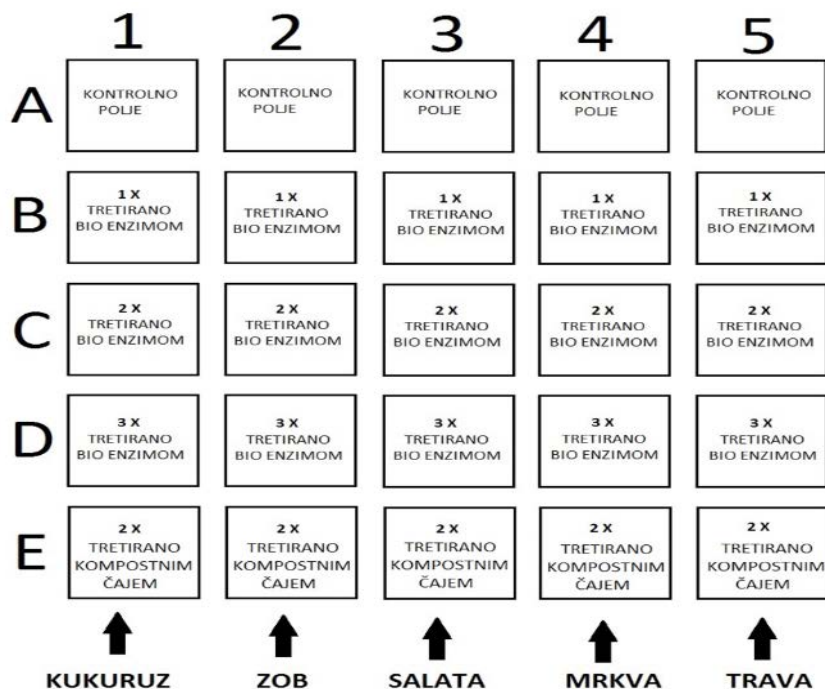 1 2 3 4 5
A
KONTROLNO
POLJE
KONTROLNO
POLJE
KONTROLNO
POLJE
KONTROLNO
POLJE
KONTROLNO
POLJE
B
1 X
TRETIRANO
BIO ENZIMOM
1 X
TRETIRANO
BIO ENZIMOM
1 X
TRETIRANO
BIO ENZIMOM
1 X
TRETIRANO
BIO ENZIMOM
1 X
TRETIRANO
BIO ENZIMOM
C
2 X
TRETIRANO
BIO ENZIMOM
2 X
TRETIRANO
BIO ENZIMOM
2 X
TRETIRANO
BIO ENZIMOM
2 X
TRETIRANO
BIO ENZIMOM
2 X
TRETIRANO
BIO ENZIMOM
D
3 X
TRETIRANO
BIO ENZIMOM
3 X
TRETIRANO
BIO ENZIMOM
3 X
TRETIRANO
BIO ENZIMOM
3 X
TRETIRANO
BIO ENZIMOM
3 X
TRETIRANO
BIO ENZIMOM
E
2 X
TRETIRANO
KOMPOSTNIM
ČAJEM
2 X
TRETIRANO
KOMPOSTNIM
ČAJEM
2 X
TRETIRANO
KOMPOSTNIM
ČAJEM
2 X
TRETIRANO
KOMPOSTNIM
ČAJEM
2 X
TRETIRANO
KOMPOSTNIM
ČAJEM
KUKURUZ ZOB SALATA MRKVA TRAVA